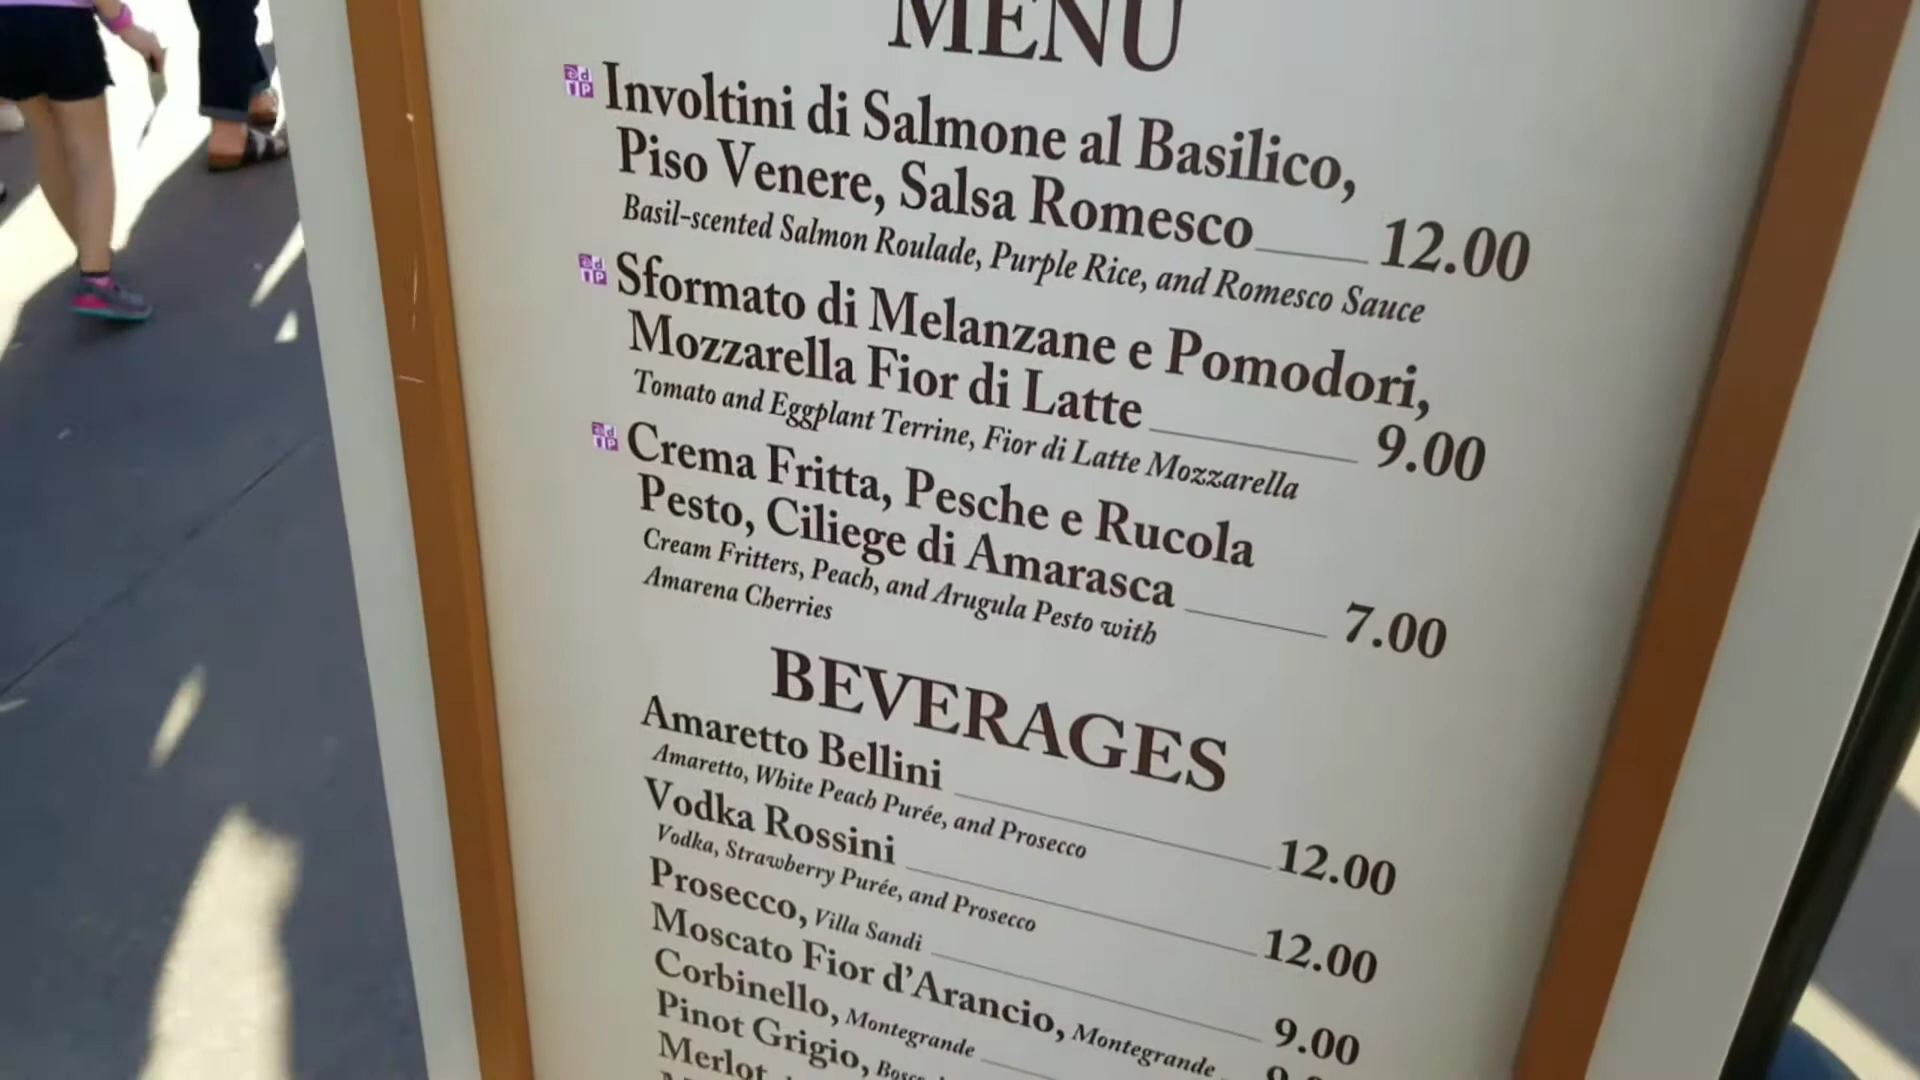 MENU
Involtini di Salmone al Basilico,
Piso Venere, Salsa Romesco 12.00
Basil-scented Salmon Roulade, Purple Rice, and Romesco Sauce
Sformato di Melanzane e Pomodori,
Mozzarella Fior di Latte 9.00
Tomato and Eggplant Terrine, Fior di Latte Mozzarella
Crema Fritta, Pesche e Rucola
Pesto, Ciliege di Amarasca 7.00
Cream Fritters, Peach, and Arugula Pesto with
Amarena Cherries
BEVERAGES
Amaretto Bellini 12.00
Amaretto, White Peach Purée, and Prosecco
Vodka Rossini 12.00
Vodka, Strawberry Purée, and Prosecco
Prosecco, Villa Sandi 9.00
Moscato Fior d'Arancio, Montegrande
Corbinello, Montegrande
Pinot Grigio,
Merlot